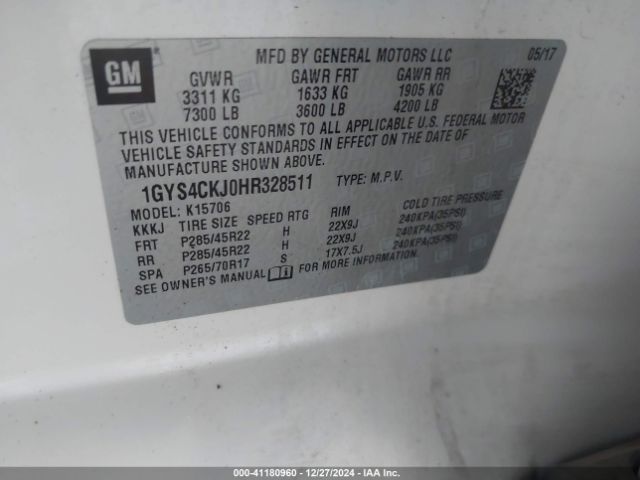 GM
MFD BY GENERAL MOTORS LLC 05/17
GVWR GAWR FRT GAWR RR
3311 KG 1633 KG 1905 KG
7300 LB 3600 LB 4200 LB
THIS VEHICLE CONFORMS TO ALL APPLICABLE U.S. FEDERAL MOTOR
VEHICLE SAFETY STANDARDS IN EFFECT ON THE DATE OF
MANUFACTURE SHOWN ABOVE.
1GYS4CKJ0HR328511 TYPE: M.P.V.
MODEL: K15706
KKKJ TIRE SIZE SPEED RTG RIM COLD TIRE PRESSURE
FRT P285/45R22 H 22X9J 240KPA(35PSI)
RR P285/45R22 H 22X9J 240KPA(35PSI)
SPA P265/70R17 S 17X7.5J 240KPA(35PSI)
SEE OWNER'S MANUAL FOR MORE INFORMATION.
000-41180960 - 12/27/2024 - IAA Inc.